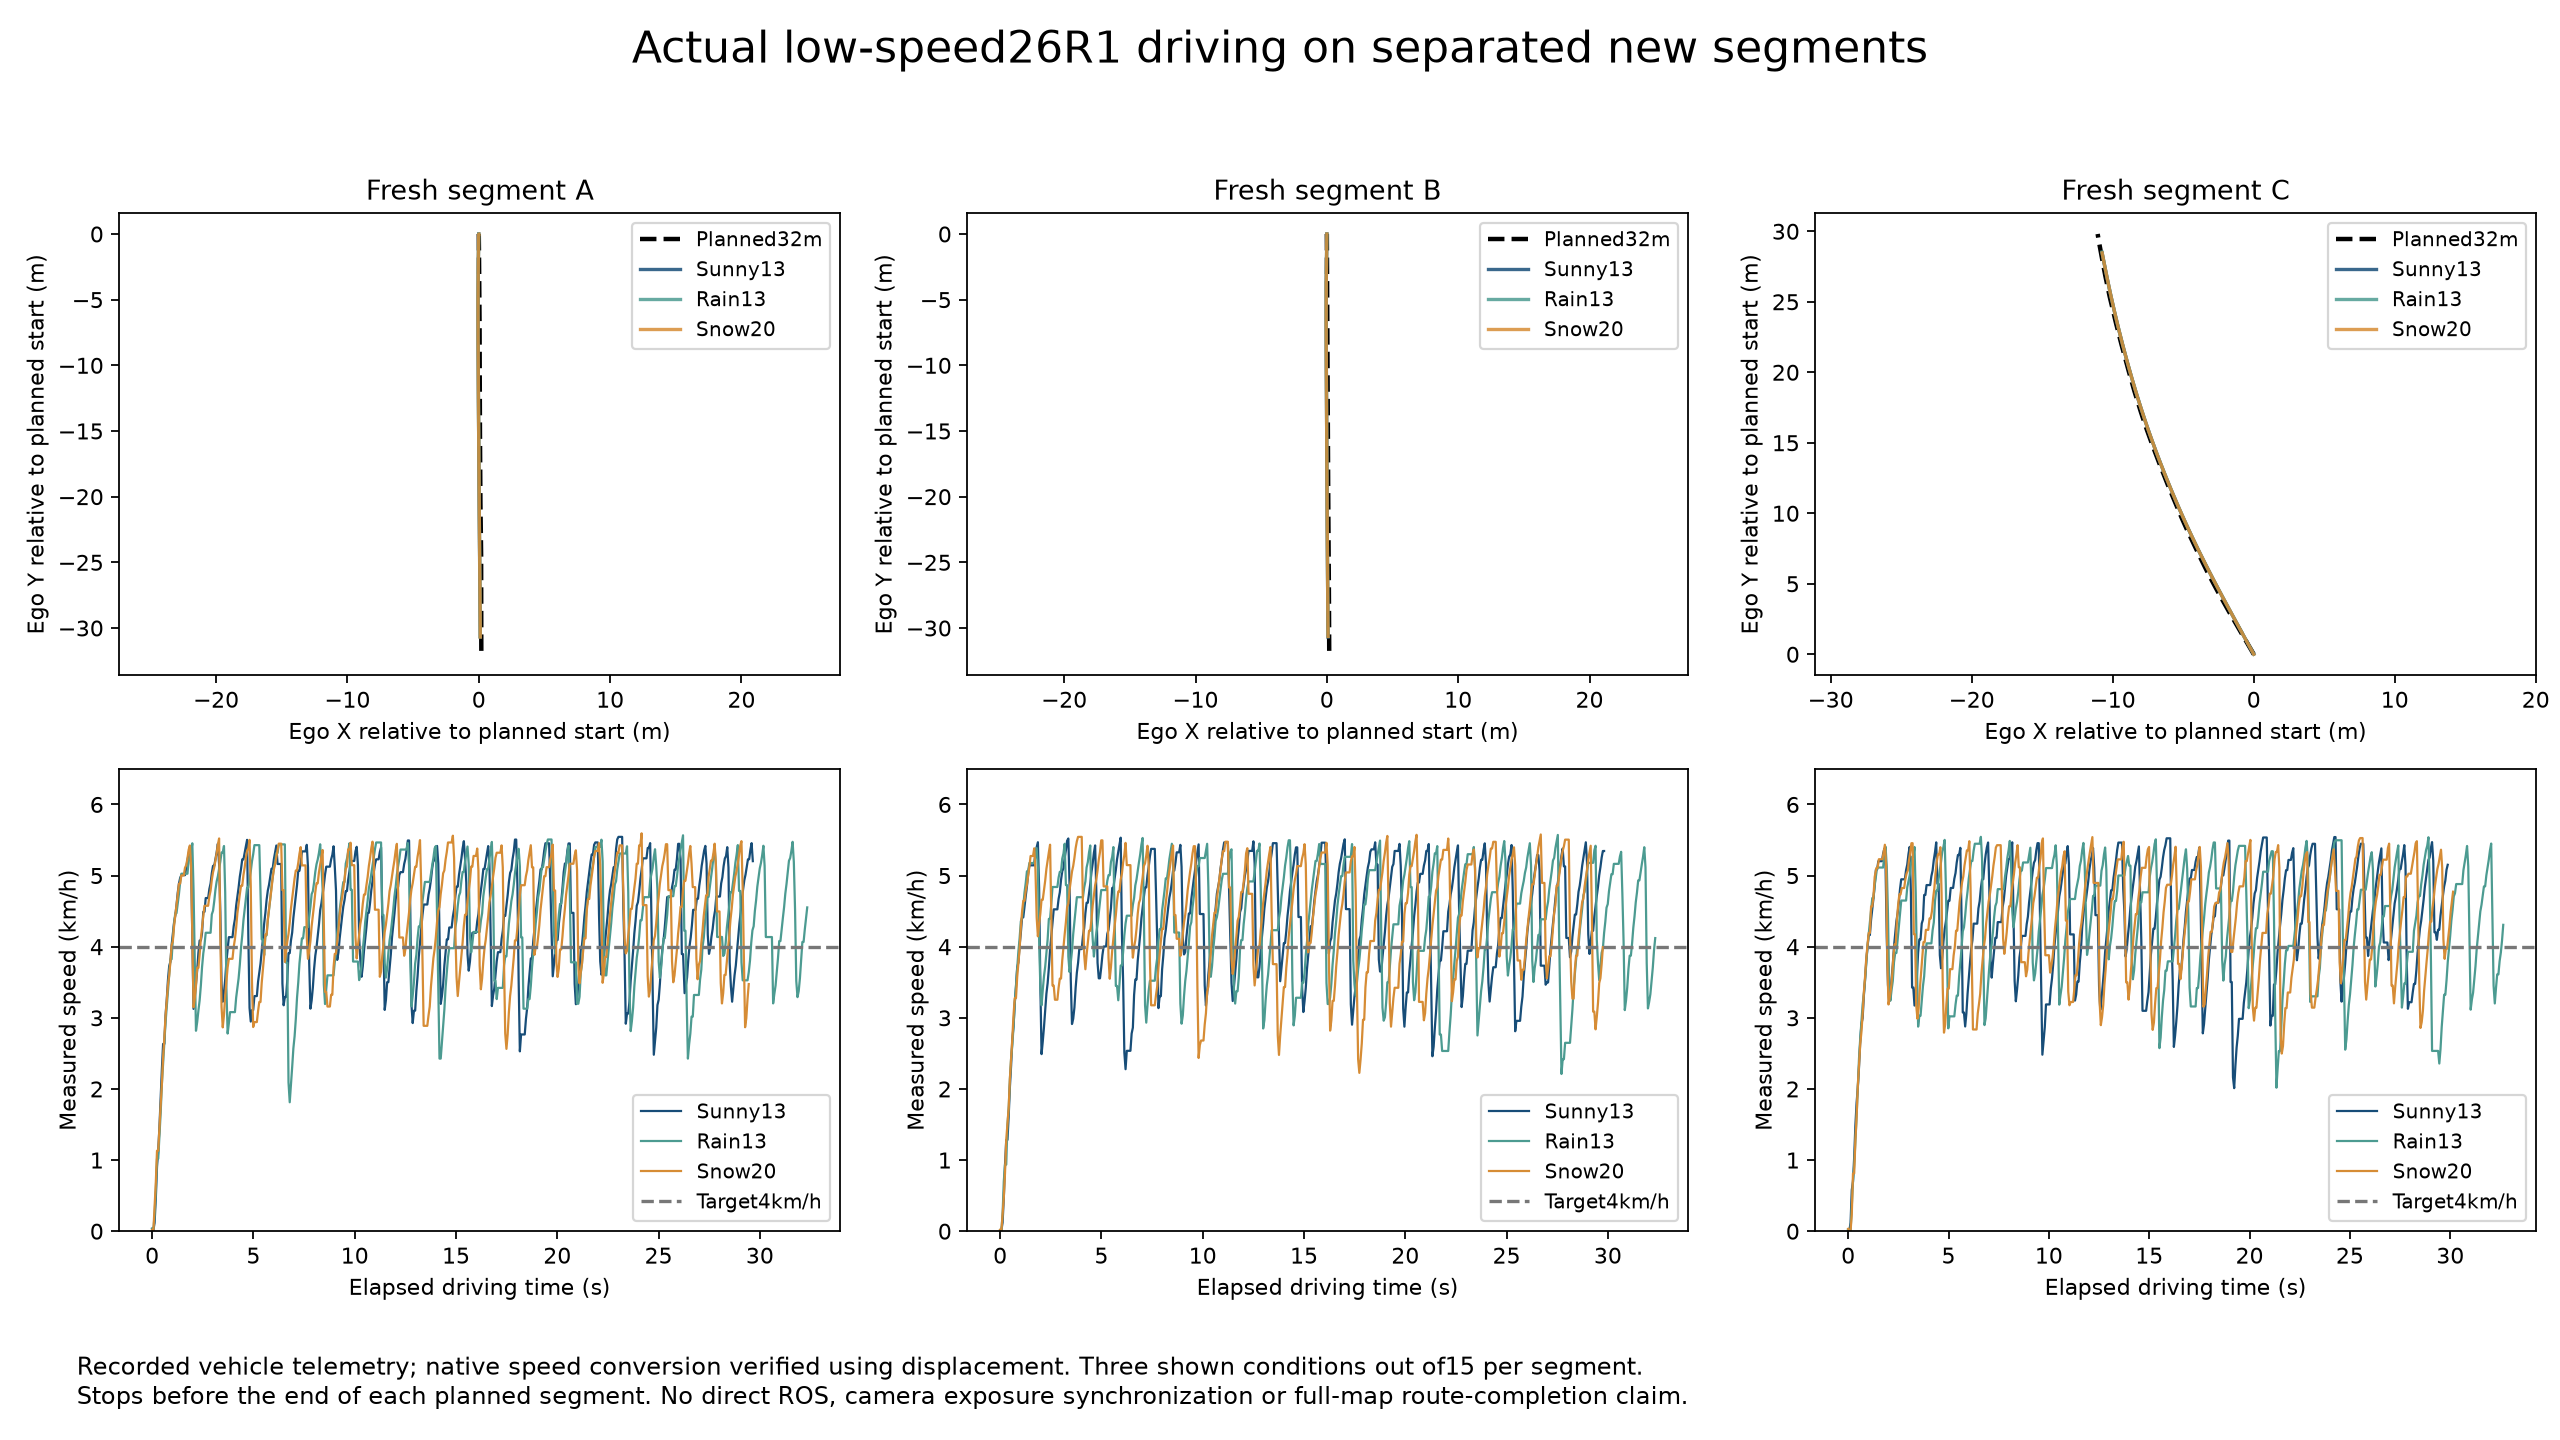 Actual low-speed26R1 driving on separated new segments
Fresh segment A
Ego Y relative to planned start (m)
0
−5
−10
−15
−20
−25
−30
Planned32m
Sunny13
Rain13
Snow20
−20
−10
0
10
20
Ego X relative to planned start (m)
Fresh segment B
Ego Y relative to planned start (m)
0
−5
−10
−15
−20
−25
−30
Planned32m
Sunny13
Rain13
Snow20
−20
−10
0
10
20
Ego X relative to planned start (m)
Fresh segment C
Ego Y relative to planned start (m)
30
25
20
15
10
5
0
Planned32m
Sunny13
Rain13
Snow20
−30
−20
−10
0
10
20
Ego X relative to planned start (m)
Measured speed (km/h)
6
5
4
3
2
1
0
Sunny13
Rain13
Snow20
Target4km/h
0
5
10
15
20
25
30
Elapsed driving time (s)
Measured speed (km/h)
6
5
4
3
2
1
0
Sunny13
Rain13
Snow20
Target4km/h
0
5
10
15
20
25
30
Elapsed driving time (s)
Measured speed (km/h)
6
5
4
3
2
1
0
Sunny13
Rain13
Snow20
Target4km/h
0
5
10
15
20
25
30
Elapsed driving time (s)
Recorded vehicle telemetry; native speed conversion verified using displacement. Three shown conditions out of15 per segment.
Stops before the end of each planned segment. No direct ROS, camera exposure synchronization or full-map route-completion claim.